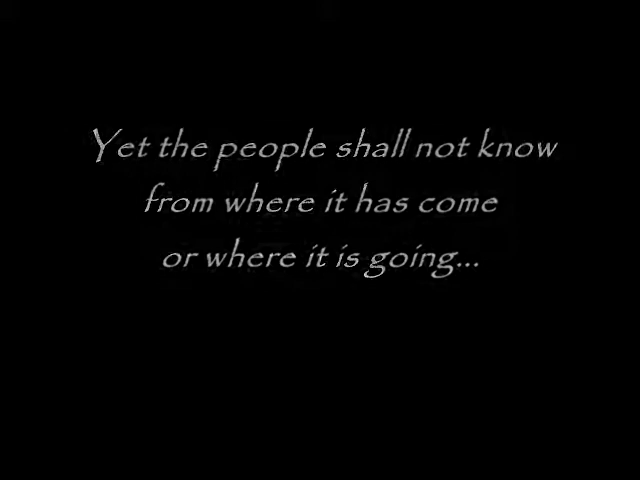 Yet the people shall not know
from where it has come
or where it is going...